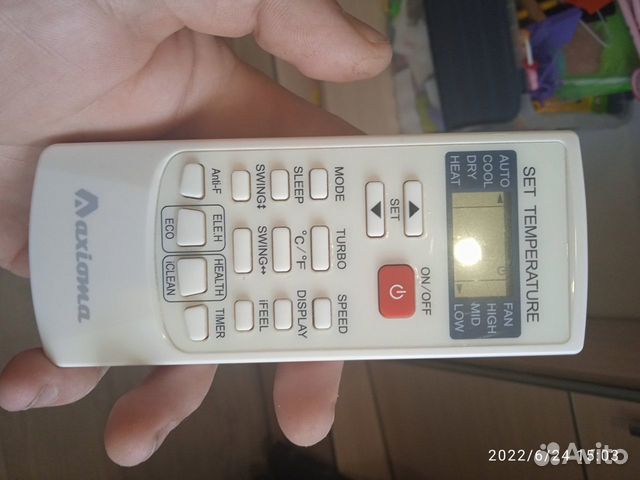 SET TEMPERATURE
AUTO
COOL
DRY
HEAT
FAN
HIGH
MID
LOW
▲
SET
▼
ON/OFF
MODE
TURBO
SPEED
SLEEP
°C/°F
DISPLAY
SWING↕
SWING↔
iFEEL
Anti-F
ELE.H
ECO
HEALTH
iCLEAN
TIMER
axioma
2022/6/24 15:03
Avito